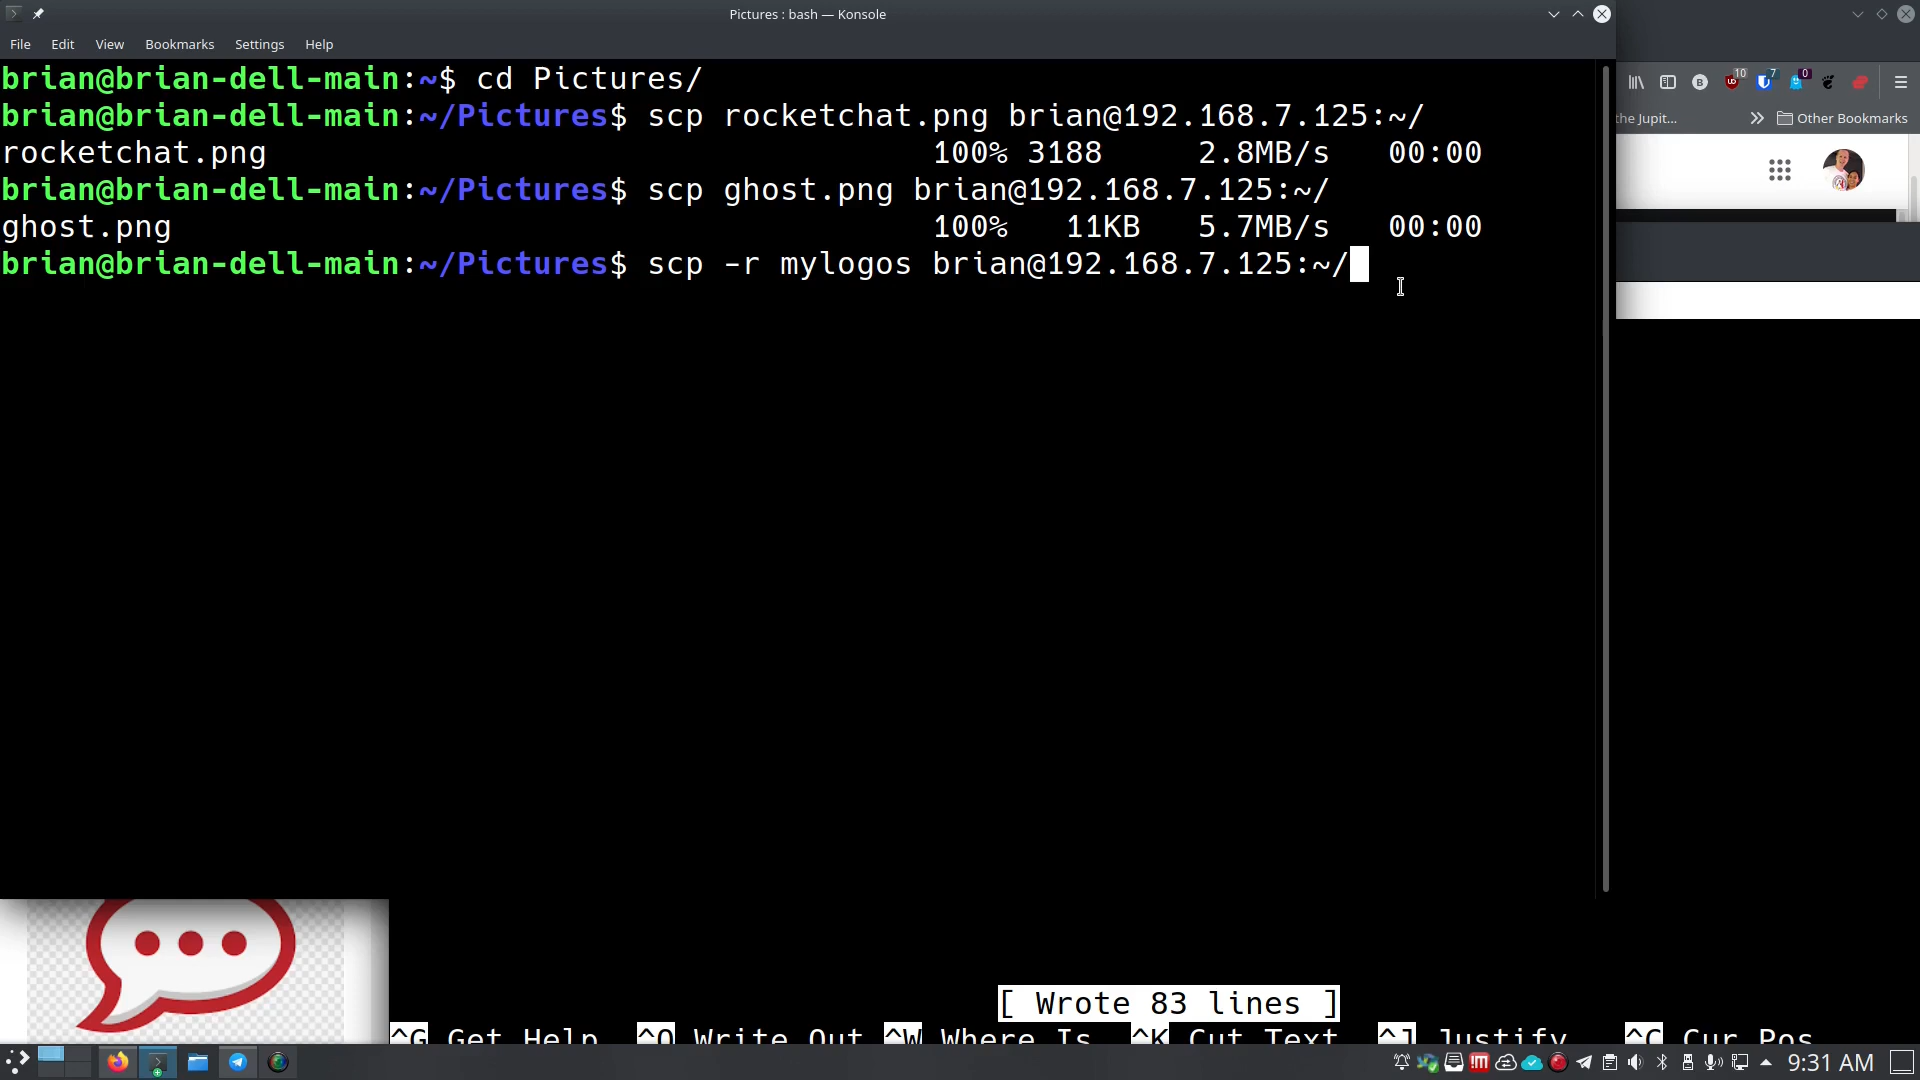 Pictures : bash — Konsole
File Edit View Bookmarks Settings Help
brian@brian-dell-main:~$ cd Pictures/
brian@brian-dell-main:~/Pictures$ scp rocketchat.png brian@192.168.7.125:~/
rocketchat.png 100% 3188 2.8MB/s 00:00
brian@brian-dell-main:~/Pictures$ scp ghost.png brian@192.168.7.125:~/
ghost.png 100% 11KB 5.7MB/s 00:00
brian@brian-dell-main:~/Pictures$ scp -r mylogos brian@192.168.7.125:~/
10 7 0
the Jupit... Other Bookmarks
[ Wrote 83 lines ]
^G Get Help ^O Write Out ^W Where Is ^K Cut Text ^J Justify ^C Cur Pos
9:31 AM